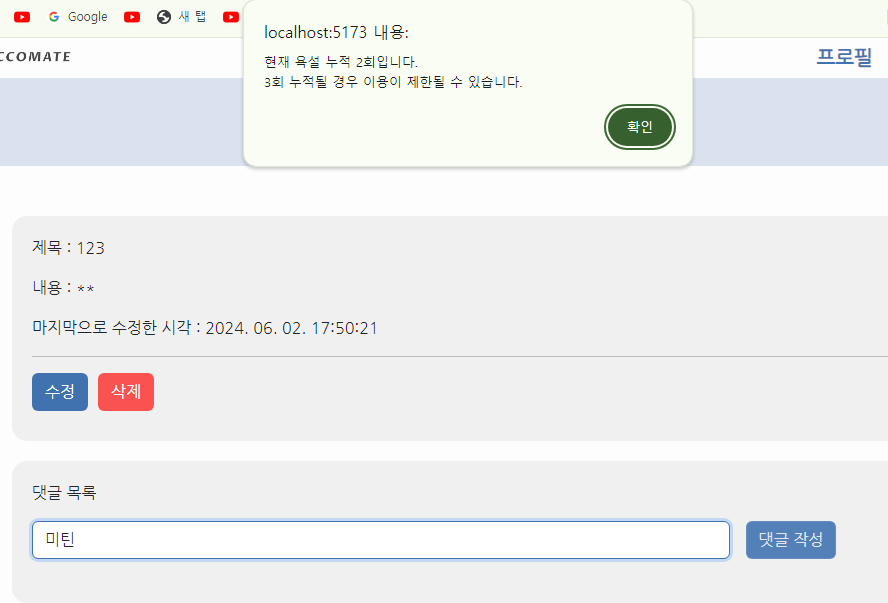 Google
새 탭
CCOMATE
프로필
localhost:5173 내용:
현재 욕설 누적 2회입니다.
3회 누적될 경우 이용이 제한될 수 있습니다.
확인
제목 : 123
내용 : **
마지막으로 수정한 시각 : 2024. 06. 02. 17:50:21
수정
삭제
댓글 목록
미틴
댓글 작성